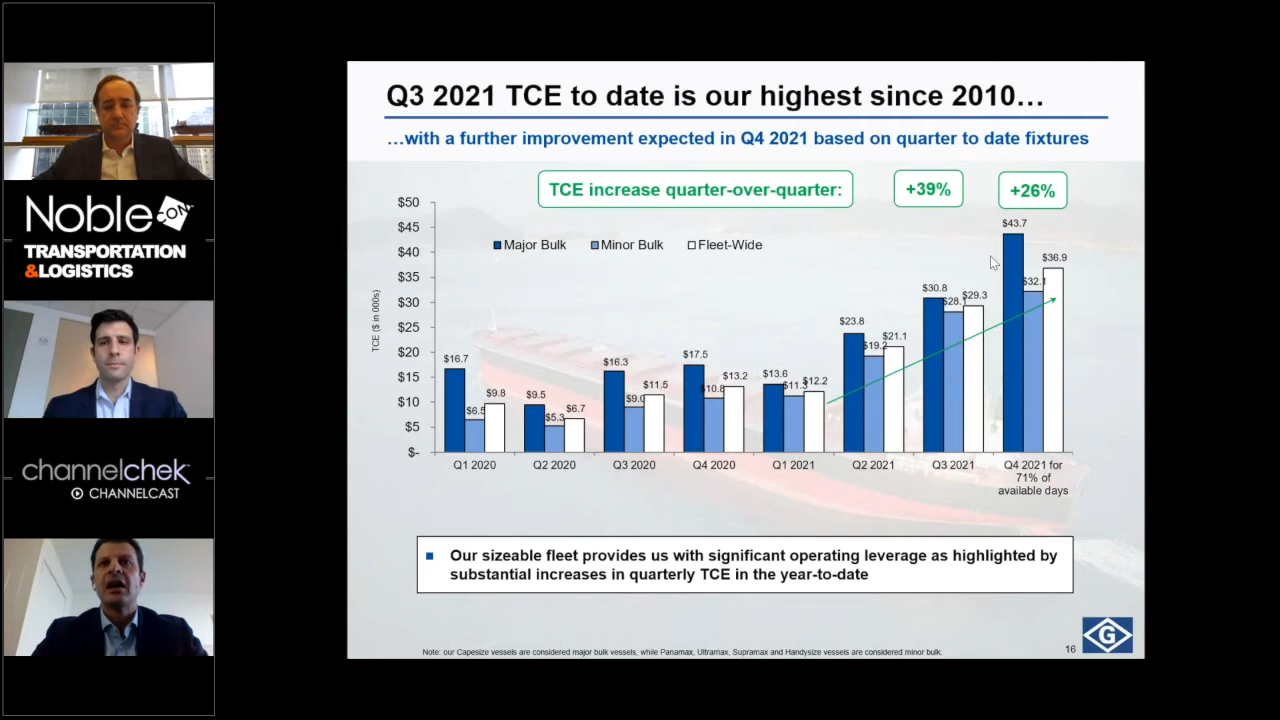 Noble CON
TRANSPORTATION
&LOGISTICS
channelchek
CHANNELCAST
Q3 2021 TCE to date is our highest since 2010…
…with a further improvement expected in Q4 2021 based on quarter to date fixtures
TCE increase quarter-over-quarter:
+39%
+26%
$50
$45
$40
$35
$30
$25
$20
$15
$10
$5
$-
TCE ($ in 000s)
Major Bulk
Minor Bulk
Fleet-Wide
$16.7
$6.5
$9.8
$9.5
$5.3
$6.7
$16.3
$9.0
$11.5
$17.5
$10.8
$13.2
$13.6
$11.3
$12.2
$23.8
$19.2
$21.1
$30.8
$28.1
$29.3
$43.7
$32.1
$36.9
Q1 2020
Q2 2020
Q3 2020
Q4 2020
Q1 2021
Q2 2021
Q3 2021
Q4 2021 for
71% of
available days
Our sizeable fleet provides us with significant operating leverage as highlighted by
substantial increases in quarterly TCE in the year-to-date
Note: our Capesize vessels are considered major bulk vessels, while Panamax, Ultramax, Supramax and Handysize vessels are considered minor bulk.
16
G